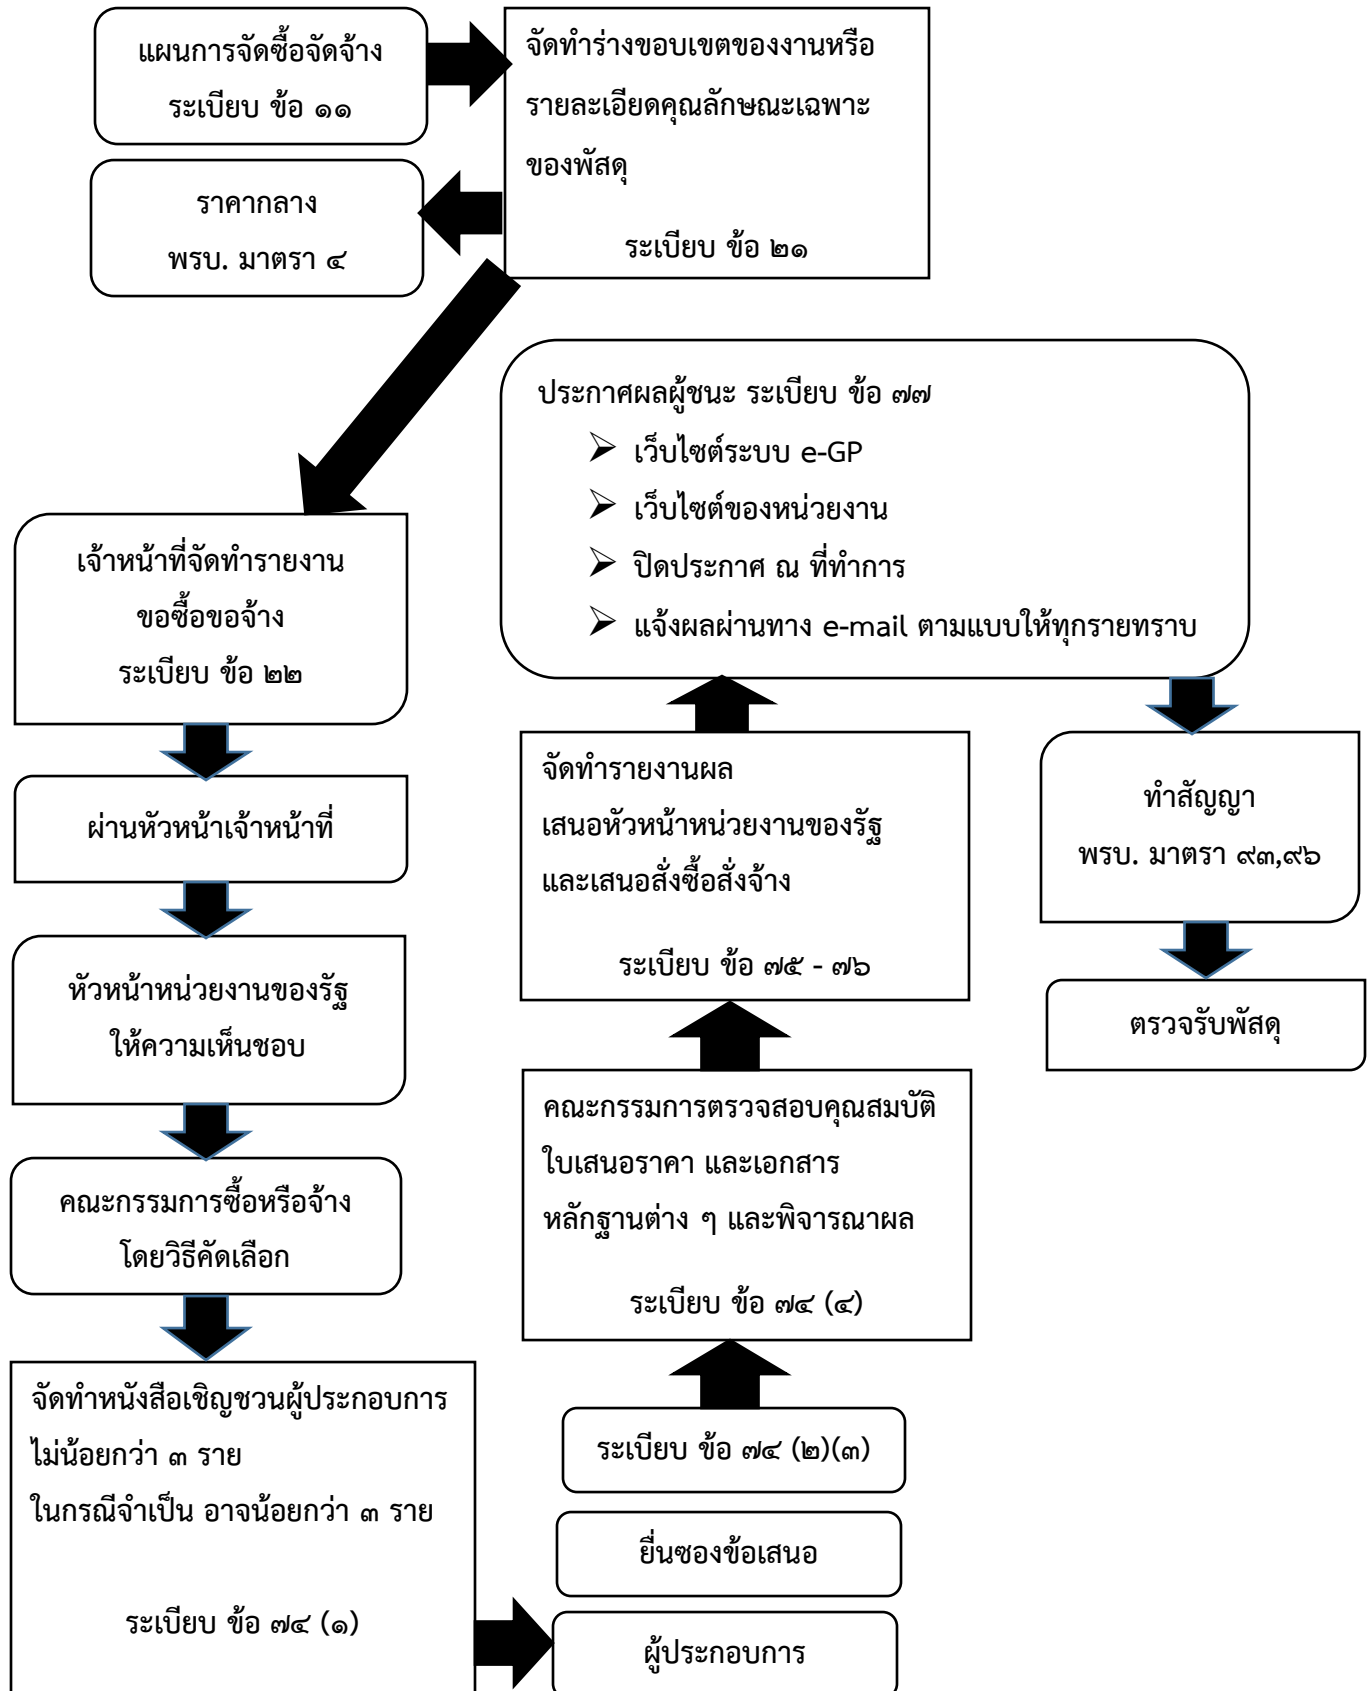 แผนการจัดซื้อจัดจ้าง
ระเบียบ ข้อ ๑๑
จัดทำร่างขอบเขตของงานหรือ
รายละเอียดคุณลักษณะเฉพาะ
ของพัสดุ
ระเบียบ ข้อ ๒๑
ราคากลาง
พรบ. มาตรา ๔
เจ้าหน้าที่จัดทำรายงาน
ขอซื้อขอจ้าง
ระเบียบ ข้อ ๒๒
ผ่านหัวหน้าเจ้าหน้าที่
หัวหน้าหน่วยงานของรัฐ
ให้ความเห็นชอบ
คณะกรรมการซื้อหรือจ้าง
โดยวิธีคัดเลือก
จัดทำหนังสือเชิญชวนผู้ประกอบการ
ไม่น้อยกว่า ๓ ราย
ในกรณีจำเป็น อาจน้อยกว่า ๓ ราย
ระเบียบ ข้อ ๗๔ (๑)
ผู้ประกอบการ
ยื่นซองข้อเสนอ
ระเบียบ ข้อ ๗๔ (๒)(๓)
คณะกรรมการตรวจสอบคุณสมบัติ
ใบเสนอราคา และเอกสาร
หลักฐานต่าง ๆ และพิจารณาผล
ระเบียบ ข้อ ๗๔ (๔)
จัดทำรายงานผล
เสนอหัวหน้าหน่วยงานของรัฐ
และเสนอสั่งซื้อสั่งจ้าง
ระเบียบ ข้อ ๗๕ - ๗๖
ประกาศผลผู้ชนะ ระเบียบ ข้อ ๗๗
➢ เว็บไซต์ระบบ e-GP
➢ เว็บไซต์ของหน่วยงาน
➢ ปิดประกาศ ณ ที่ทำการ
➢ แจ้งผลผ่านทาง e-mail ตามแบบให้ทุกรายทราบ
ทำสัญญา
พรบ. มาตรา ๙๓,๙๖
ตรวจรับพัสดุ